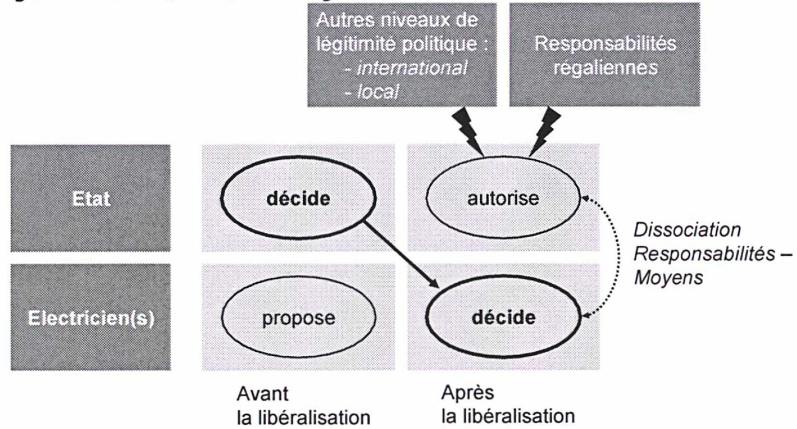 Autres niveaux de
légitimité politique :
- international
- local
Responsabilités
régaliennes
Etat
décide
autorise
Dissociation
Responsabilités –
Moyens
Electricien(s)
propose
décide
Avant
la libéralisation
Après
la libéralisation